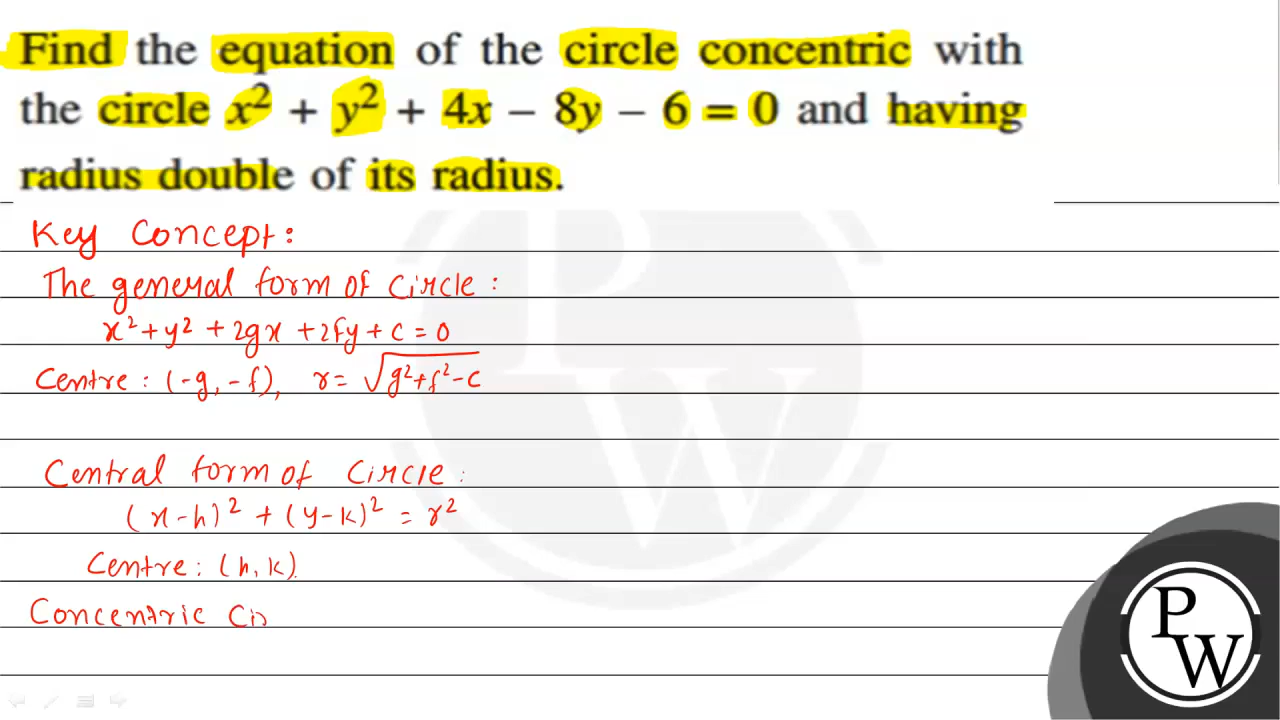 Find the equation of the circle concentric with
the circle x² + y² + 4x – 8y – 6 = 0 and having
radius double of its radius.
Key Concept:
The general form of Circle:
x² + y² + 2gx + 2fy + c = 0
Centre: (-g, -f), r = √(g² + f² - c)
Central form of Circle:
(x-h)² + (y-k)² = r²
Centre: (h, k)
Concentric Cir
P
W
P
W